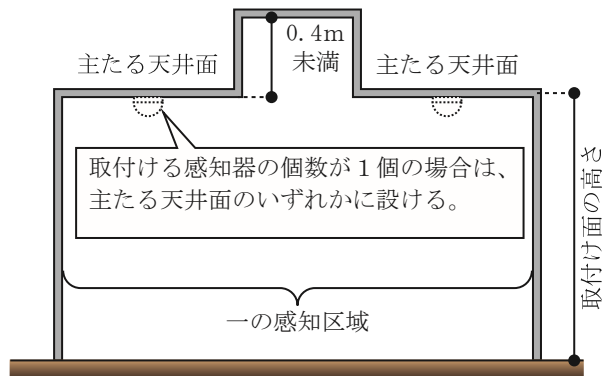 0.4m
未満
主たる天井面
主たる天井面
取付ける感知器の個数が1個の場合は、
主たる天井面のいずれかに設ける。
取付け面の高さ
一の感知区域